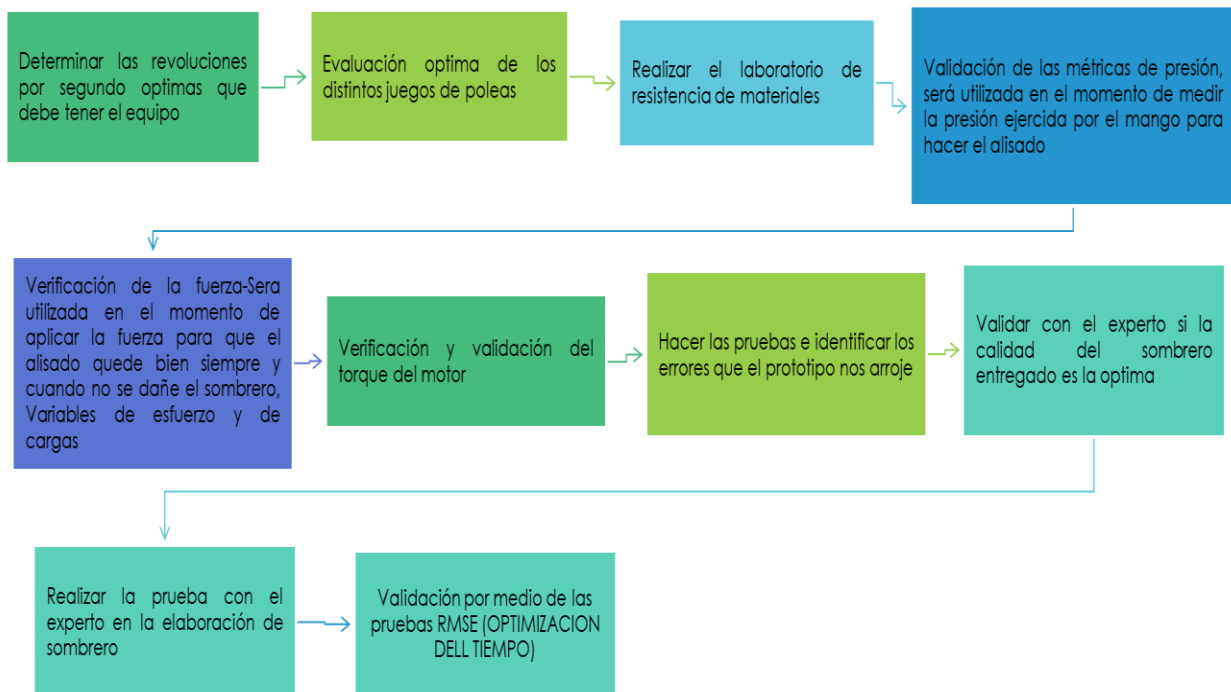 Determinar las revoluciones
por segundo optimas que
debe tener el equipo
Evaluación optima de los
distintos juegos de poleas
Realizar el laboratorio de
resistencia de materiales
Validación de las métricas de presión,
será utilizada en el momento de medir
la presión ejercida por el mango para
hacer el alisado
Verificación de la fuerza-Sera
utilizada en el momento de
aplicar la fuerza para que el
alisado quede bien siempre y
cuando no se dañe el sombrero,
Variables de esfuerzo y de
cargas
Verificación y validación del
torque del motor
Hacer las pruebas e identificar los
errores que el prototipo nos arroje
Validar con el experto si la
calidad del sombrero
entregado es la optima
Realizar la prueba con el
experto en la elaboración de
sombrero
Validación por medio de las
pruebas RMSE (OPTIMIZACION
DELL TIEMPO)